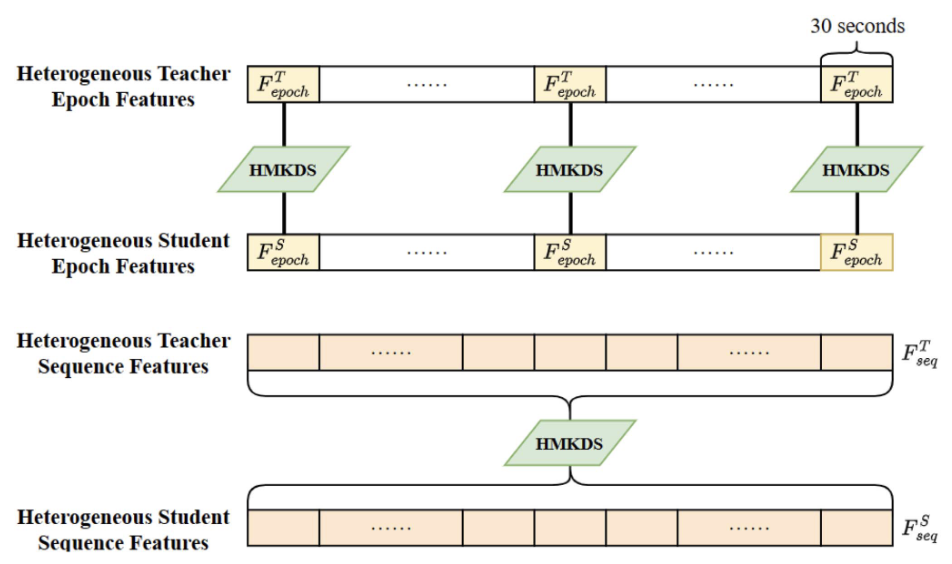 30 seconds
Heterogeneous Teacher
Epoch Features
F^T_epoch ...... F^T_epoch ...... F^T_epoch
HMKDS HMKDS HMKDS
Heterogeneous Student
Epoch Features
F^S_epoch ...... F^S_epoch ...... F^S_epoch
Heterogeneous Teacher
Sequence Features
...... ...... F^T_seq
HMKDS
Heterogeneous Student
Sequence Features
...... ...... F^S_seq